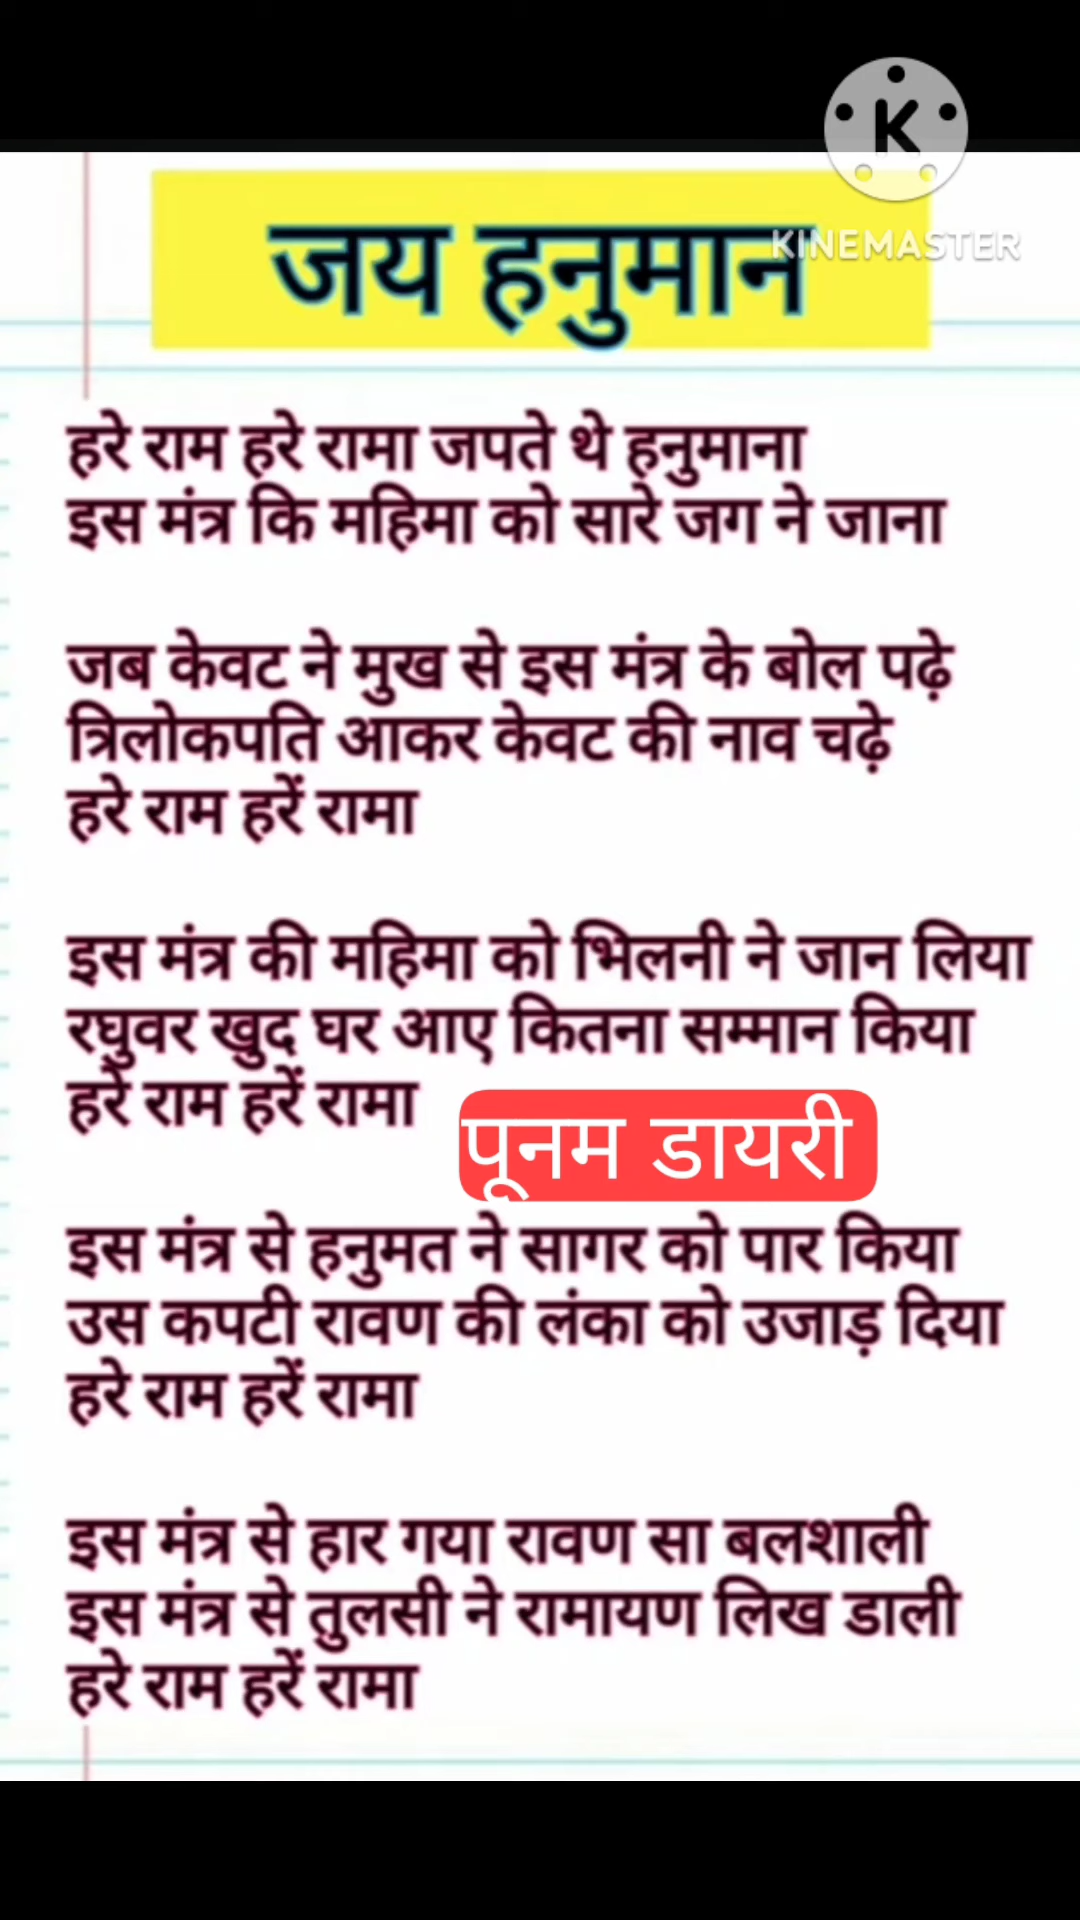 K
KINEMASTER
जय हनुमान
हरे राम हरे रामा जपते थे हनुमाना
इस मंत्र कि महिमा को सारे जग ने जाना
जब केवट ने मुख से इस मंत्र के बोल पढ़े
त्रिलोकपति आकर केवट की नाव चढ़े
हरे राम हरें रामा
इस मंत्र की महिमा को भिलनी ने जान लिया
रघुवर खुद घर आए कितना सम्मान किया
हरे राम हरें रामा
पूनम डायरी
इस मंत्र से हनुमत ने सागर को पार किया
उस कपटी रावण की लंका को उजाड़ दिया
हरे राम हरें रामा
इस मंत्र से हार गया रावण सा बलशाली
इस मंत्र से तुलसी ने रामायण लिख डाली
हरे राम हरें रामा